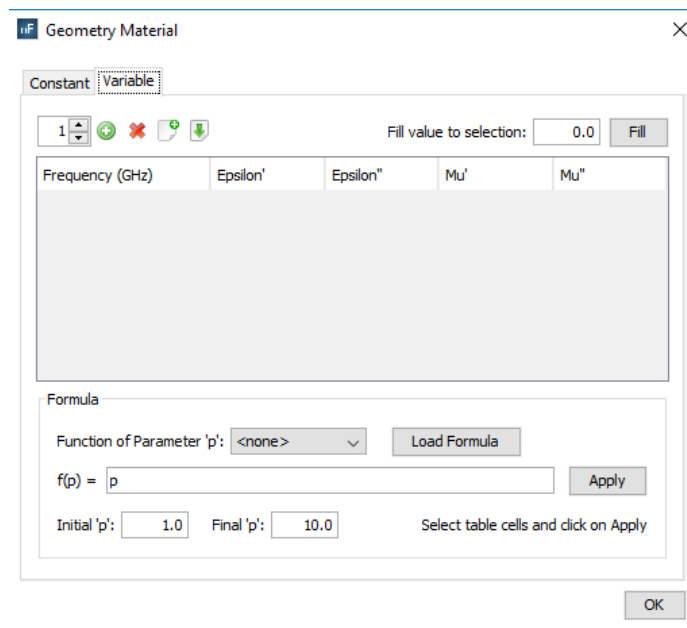 nF Geometry Material
Constant Variable
1 Fill value to selection: 0.0 Fill
Frequency (GHz) Epsilon' Epsilon'' Mu' Mu''
Formula
Function of Parameter 'p': <none> Load Formula
f(p) = p Apply
Initial 'p': 1.0 Final 'p': 10.0 Select table cells and click on Apply
OK